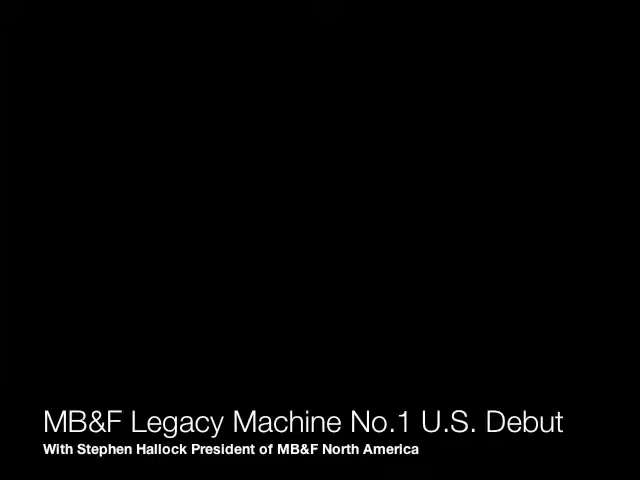 MB&F Legacy Machine No.1 U.S. Debut
With Stephen Hallock President of MB&F North America